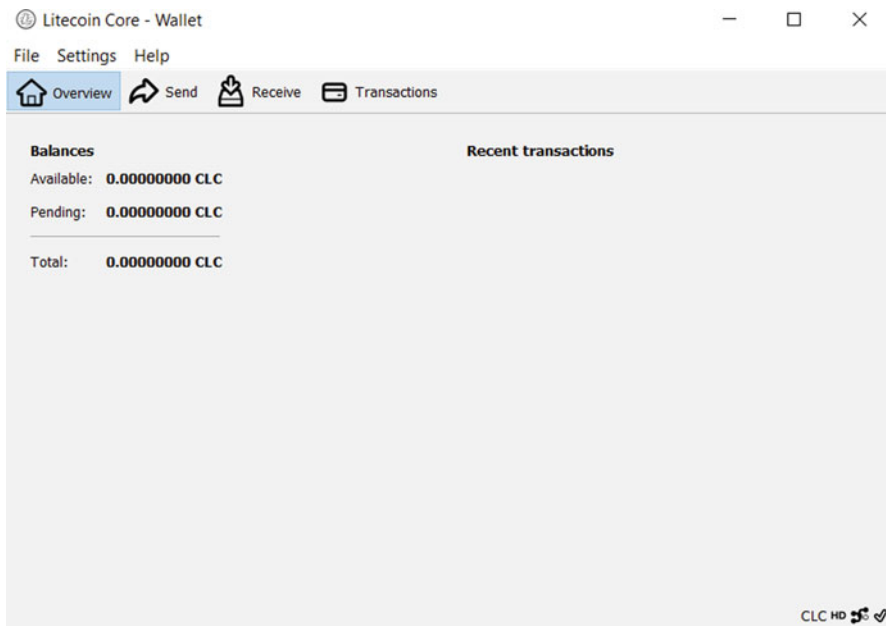 Litecoin Core - Wallet
File Settings Help
Overview Send Receive Transactions
Balances
Recent transactions
Available: 0.00000000 CLC
Pending: 0.00000000 CLC
Total: 0.00000000 CLC
CLC HD